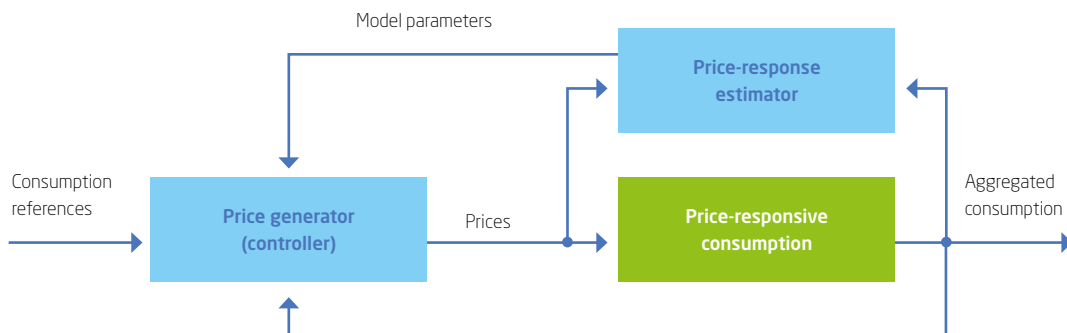 Model parameters
Price-response
estimator
Consumption
references
Price generator
(controller)
Prices
Price-responsive
consumption
Aggregated
consumption